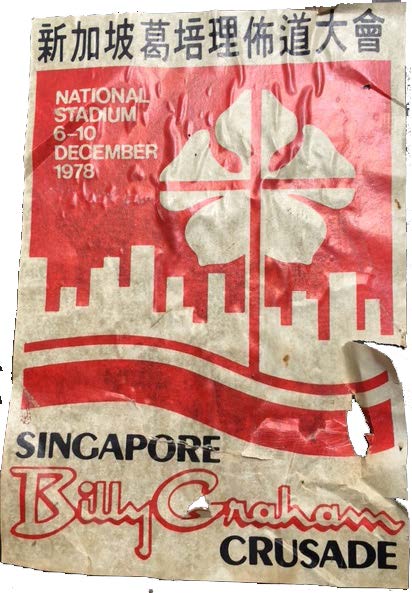 新加坡葛培理佈道大會
NATIONAL
STADIUM
6-10
DECEMBER
1978
SINGAPORE
Billy Graham
CRUSADE